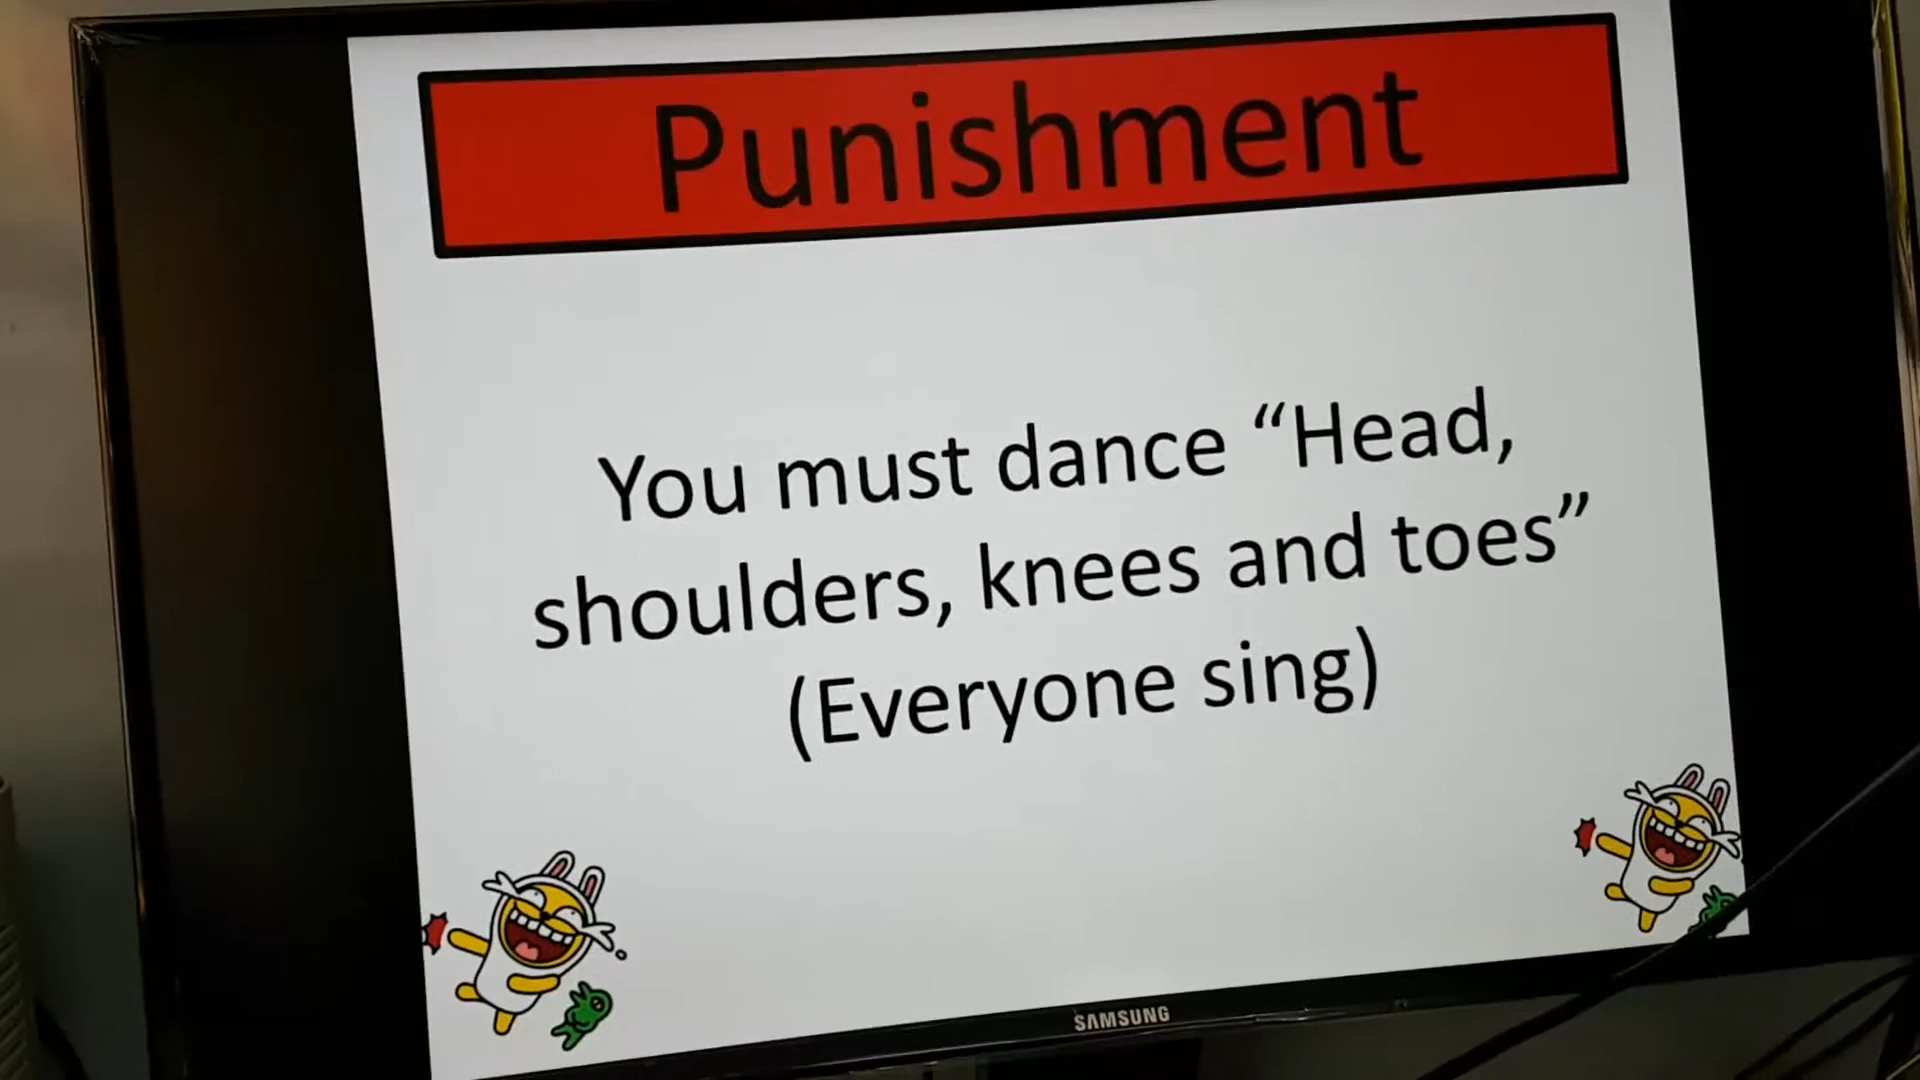 Punishment
You must dance “Head,
shoulders, knees and toes”
(Everyone sing)
SAMSUNG